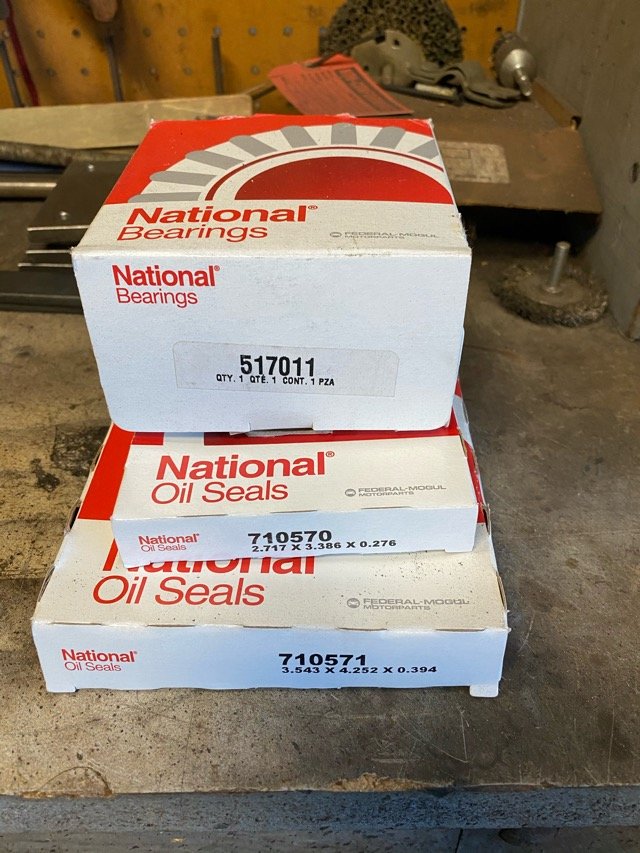 National®
Bearings
FEDERAL-MOGUL
MOTORPARTS
National®
Bearings
517011
QTY. 1 QTÉ. 1 CONT. 1 PZA
National®
Oil Seals
FEDERAL-MOGUL
MOTORPARTS
National®
Oil Seals
710570
2.717 X 3.386 X 0.276
National
Oil Seals
FEDERAL-MOGUL
MOTORPARTS
National®
Oil Seals
710571
3.543 X 4.252 X 0.394